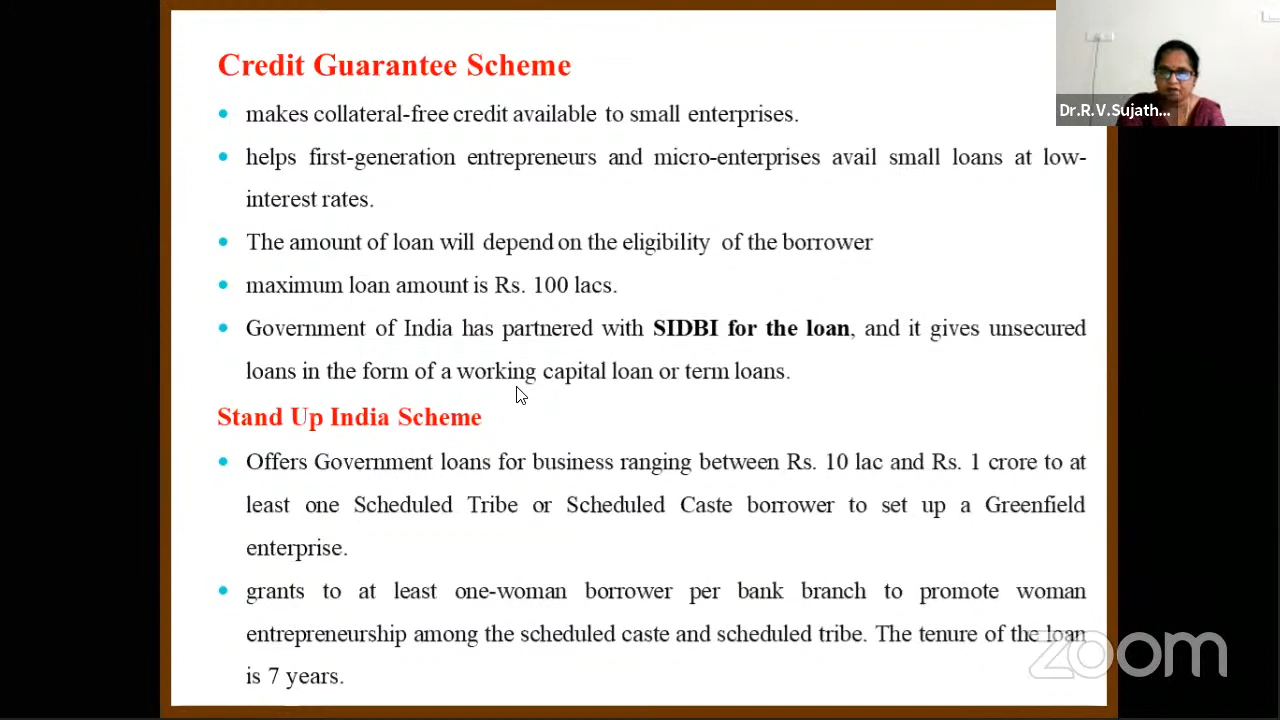 Credit Guarantee Scheme
makes collateral-free credit available to small enterprises.
helps first-generation entrepreneurs and micro-enterprises avail small loans at low-
interest rates.
The amount of loan will depend on the eligibility of the borrower
maximum loan amount is Rs. 100 lacs.
Government of India has partnered with SIDBI for the loan, and it gives unsecured
loans in the form of a working capital loan or term loans.
Stand Up India Scheme
Offers Government loans for business ranging between Rs. 10 lac and Rs. 1 crore to at
least one Scheduled Tribe or Scheduled Caste borrower to set up a Greenfield
enterprise.
grants to at least one-woman borrower per bank branch to promote woman
entrepreneurship among the scheduled caste and scheduled tribe. The tenure of the loan
is 7 years.
Dr.R.V.Sujath...
zoom